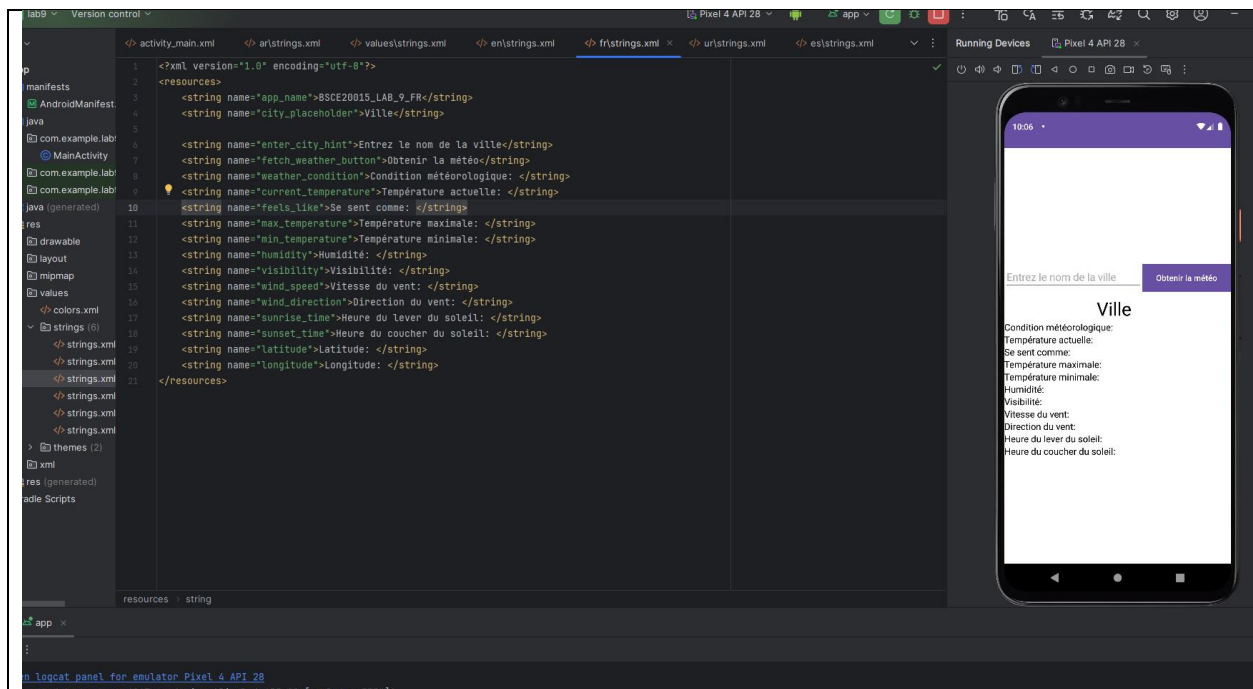 lab9 Version control Pixel 4 API 28 app
activity_main.xml ar\strings.xml values\strings.xml en\strings.xml fr\strings.xml ur\strings.xml es\strings.xml
Running Devices Pixel 4 API 28
manifests
AndroidManifest.
java
com.example.lab
MainActivity
com.example.lab
com.example.lab
java (generated)
res
drawable
layout
mipmap
values
colors.xml
strings (6)
strings.xml
strings.xml
strings.xml
strings.xml
strings.xml
strings.xml
themes (2)
xml
res (generated)
adle Scripts
1 <?xml version="1.0" encoding="utf-8"?>
2 <resources>
3 <string name="app_name">BSCE20015_LAB_9_FR</string>
4 <string name="city_placeholder">Ville</string>
5
6 <string name="enter_city_hint">Entrez le nom de la ville</string>
7 <string name="fetch_weather_button">Obtenir la météo</string>
8 <string name="weather_condition">Condition météorologique: </string>
9 <string name="current_temperature">Température actuelle: </string>
10 <string name="feels_like">Se sent comme: </string>
11 <string name="max_temperature">Température maximale: </string>
12 <string name="min_temperature">Température minimale: </string>
13 <string name="humidity">Humidité: </string>
14 <string name="visibility">Visibilité: </string>
15 <string name="wind_speed">Vitesse du vent: </string>
16 <string name="wind_direction">Direction du vent: </string>
17 <string name="sunrise_time">Heure du lever du soleil: </string>
18 <string name="sunset_time">Heure du coucher du soleil: </string>
19 <string name="latitude">Latitude: </string>
20 <string name="longitude">Longitude: </string>
21 </resources>
resources › string
10:06
Entrez le nom de la ville Obtenir la météo
Ville
Condition météorologique:
Température actuelle:
Se sent comme:
Température maximale:
Température minimale:
Humidité:
Visibilité:
Vitesse du vent:
Direction du vent:
Heure du lever du soleil:
Heure du coucher du soleil:
app
n logcat panel for emulator Pixel 4 API 28